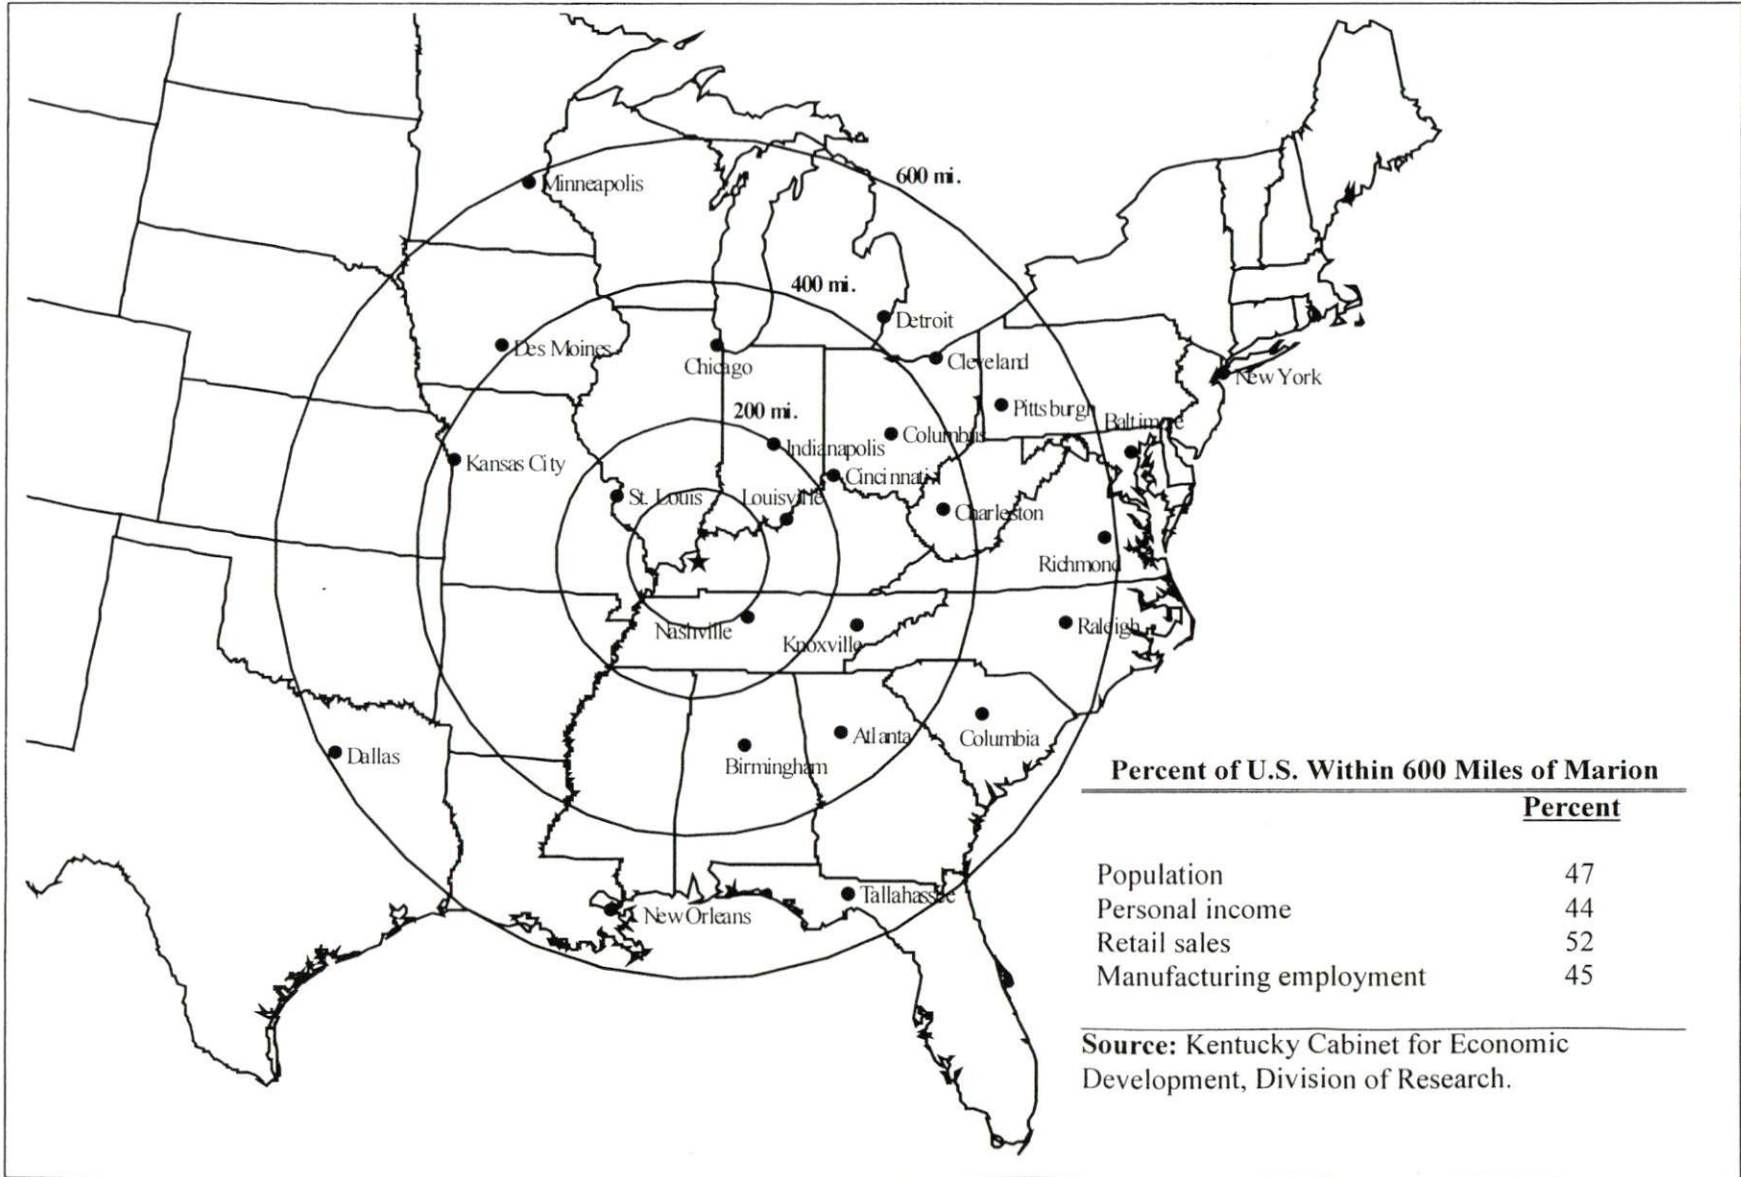 600 mi.
Minneapolis
400 mi.
Detroit
Des Moines
Cleveland
Chicago
New York
200 mi.
Pittsburgh
Baltimore
Columbus
Indianapolis
Kansas City
Cincinnati
St. Louis
Louisville
Charleston
Richmond
Nashville
Knoxville
Raleigh
Columbia
Atlanta
Dallas
Birmingham
Tallahassee
New Orleans
Percent of U.S. Within 600 Miles of Marion
Percent
Population 47
Personal income 44
Retail sales 52
Manufacturing employment 45
Source: Kentucky Cabinet for Economic
Development, Division of Research.